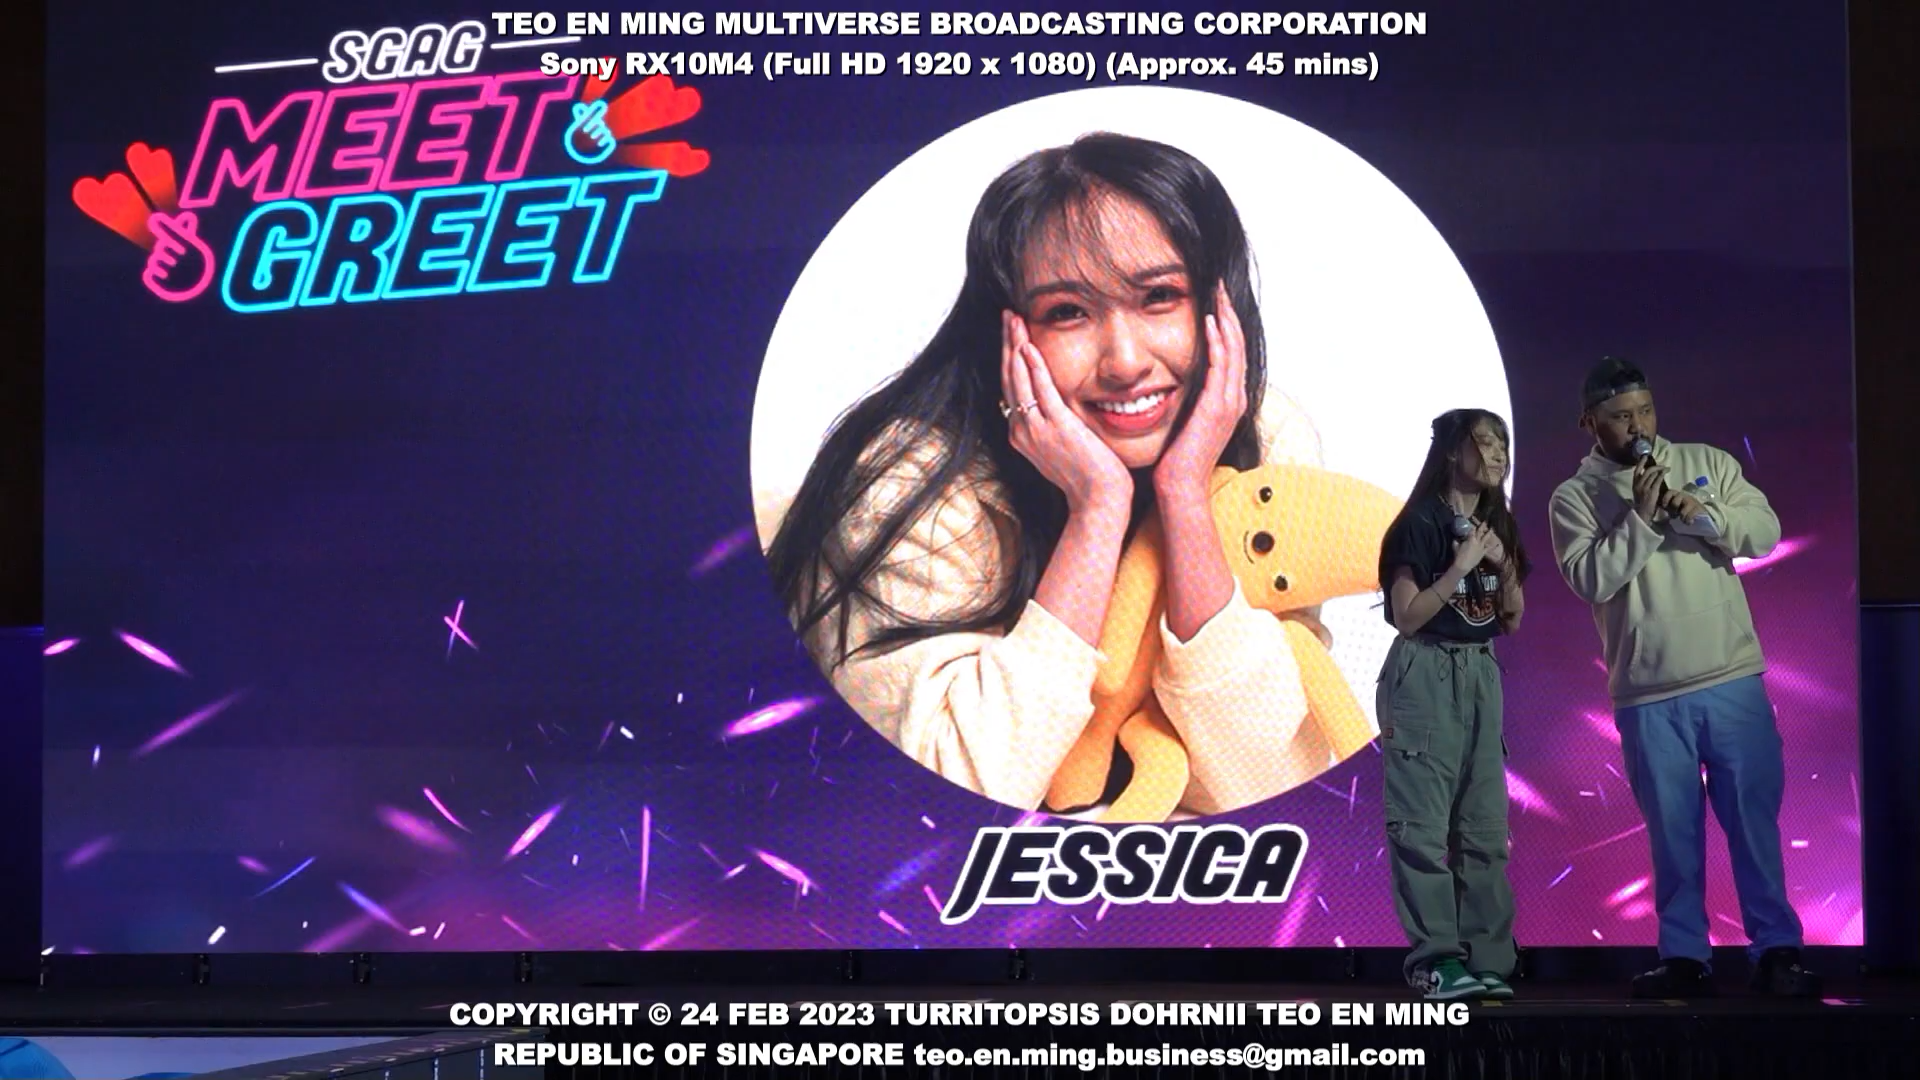 TEO EN MING MULTIVERSE BROADCASTING CORPORATION
Sony RX10M4 (Full HD 1920 x 1080) (Approx. 45 mins)
SGAG
MEET
GREET
JESSICA
COPYRIGHT © 24 FEB 2023 TURRITOPSIS DOHRNII TEO EN MING
REPUBLIC OF SINGAPORE teo.en.ming.business@gmail.com